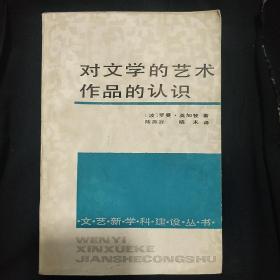 对文学的艺术
作品的认识
[波]罗曼·英加登 著
陈燕谷 晓未 译
·文艺新学科建设丛书·
WENYI
XINXUEKE
JIANSHECONGSHU